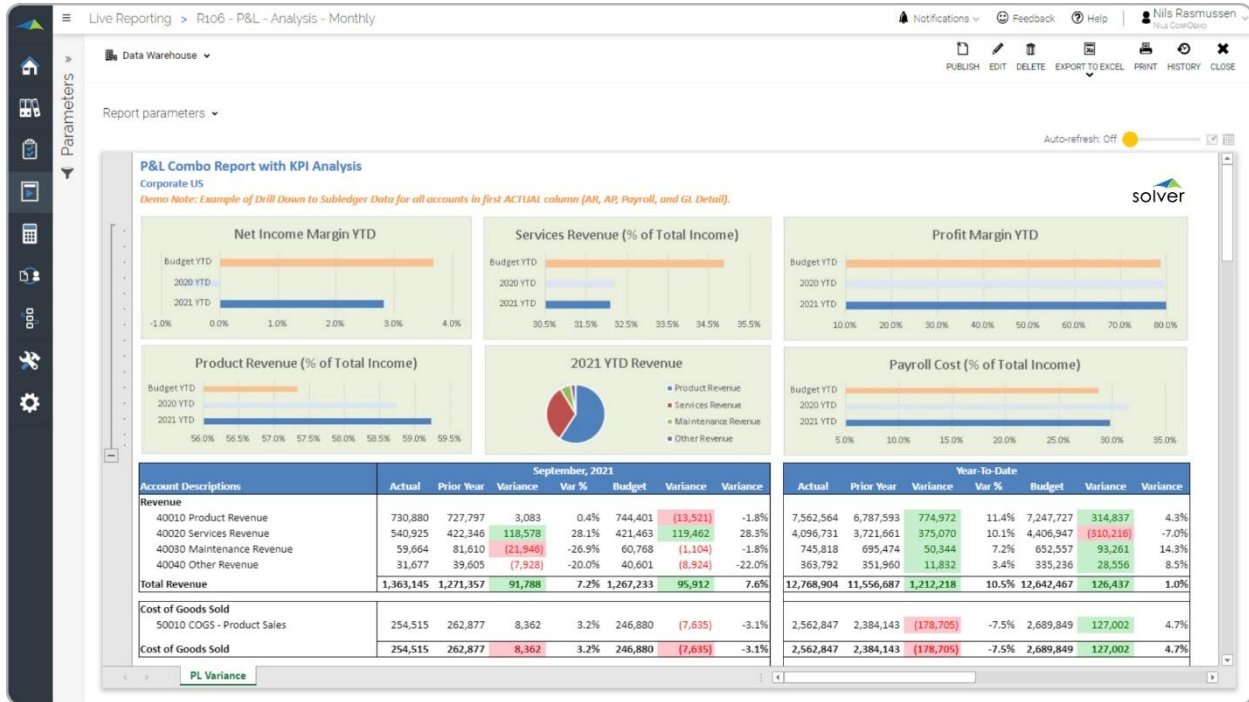 Live Reporting > R106 - P&L - Analysis - Monthly
Notifications
Feedback
Help
Nils Rasmussen
Nils CorpDemo
Data Warehouse
PUBLISH EDIT DELETE EXPORT TO EXCEL PRINT HISTORY CLOSE
Parameters
Report parameters
Auto-refresh: Off
P&L Combo Report with KPI Analysis
Corporate US
Demo Note: Example of Drill Down to Subledger Data for all accounts in first ACTUAL column (AR, AP, Payroll, and GL Detail).
solver
Net Income Margin YTD
Budget YTD
2020 YTD
2021 YTD
-1.0% 0.0% 1.0% 2.0% 3.0% 4.0%
Services Revenue (% of Total Income)
Budget YTD
2020 YTD
2021 YTD
30.5% 31.5% 32.5% 33.5% 34.5% 35.5%
Profit Margin YTD
Budget YTD
2020 YTD
2021 YTD
10.0% 20.0% 30.0% 40.0% 50.0% 60.0% 70.0% 80.0%
Product Revenue (% of Total Income)
Budget YTD
2020 YTD
2021 YTD
56.0% 56.5% 57.0% 57.5% 58.0% 58.5% 59.0% 59.5%
2021 YTD Revenue
Product Revenue
Services Revenue
Maintenance Revenue
Other Revenue
Payroll Cost (% of Total Income)
Budget YTD
2020 YTD
2021 YTD
5.0% 10.0% 15.0% 20.0% 25.0% 30.0% 35.0%
September, 2021 Year-To-Date
Account Descriptions Actual Prior Year Variance Var % Budget Variance Variance Actual Prior Year Variance Var % Budget Variance Variance
Revenue
40010 Product Revenue 730,880 727,797 3,083 0.4% 744,401 (13,521) -1.8% 7,562,564 6,787,593 774,972 11.4% 7,247,727 314,837 4.3%
40020 Services Revenue 540,925 422,346 118,578 28.1% 421,463 119,462 28.3% 4,096,731 3,721,661 375,070 10.1% 4,406,947 (310,216) -7.0%
40030 Maintenance Revenue 59,664 81,610 (21,946) -26.9% 60,768 (1,104) -1.8% 745,818 695,474 50,344 7.2% 652,557 93,261 14.3%
40040 Other Revenue 31,677 39,605 (7,928) -20.0% 40,601 (8,924) -22.0% 363,792 351,960 11,832 3.4% 335,236 28,556 8.5%
Total Revenue 1,363,145 1,271,357 91,788 7.2% 1,267,233 95,912 7.6% 12,768,904 11,556,687 1,212,218 10.5% 12,642,467 126,437 1.0%
Cost of Goods Sold
50010 COGS - Product Sales 254,515 262,877 8,362 3.2% 246,880 (7,635) -3.1% 2,562,847 2,384,143 (178,705) -7.5% 2,689,849 127,002 4.7%
Cost of Goods Sold 254,515 262,877 8,362 3.2% 246,880 (7,635) -3.1% 2,562,847 2,384,143 (178,705) -7.5% 2,689,849 127,002 4.7%
PL Variance